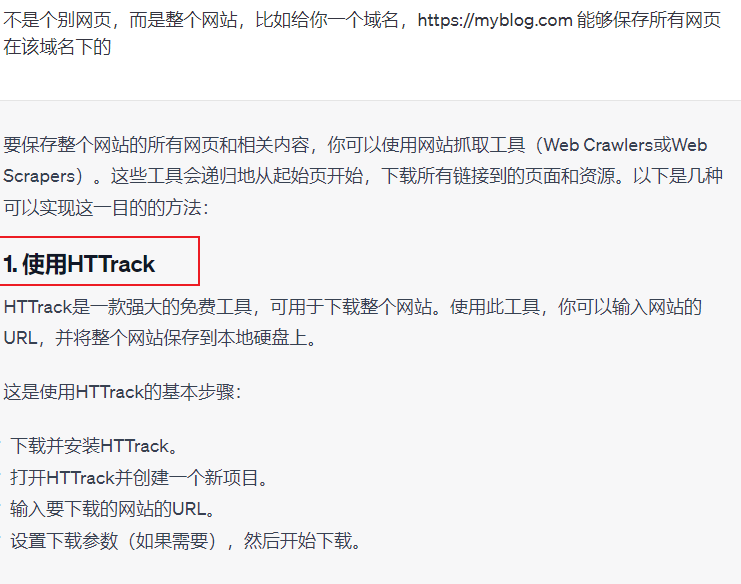 不是个别网页，而是整个网站，比如给你一个域名，https://myblog.com 能够保存所有网页
在该域名下的
要保存整个网站的所有网页和相关内容，你可以使用网站抓取工具（Web Crawlers或Web
Scrapers）。这些工具会递归地从起始页开始，下载所有链接到的页面和资源。以下是几种
可以实现这一目的的方法：
1. 使用HTTrack
HTTrack是一款强大的免费工具，可用于下载整个网站。使用此工具，你可以输入网站的
URL，并将整个网站保存到本地硬盘上。
这是使用HTTrack的基本步骤：
下载并安装HTTrack。
打开HTTrack并创建一个新项目。
输入要下载的网站的URL。
设置下载参数（如果需要），然后开始下载。